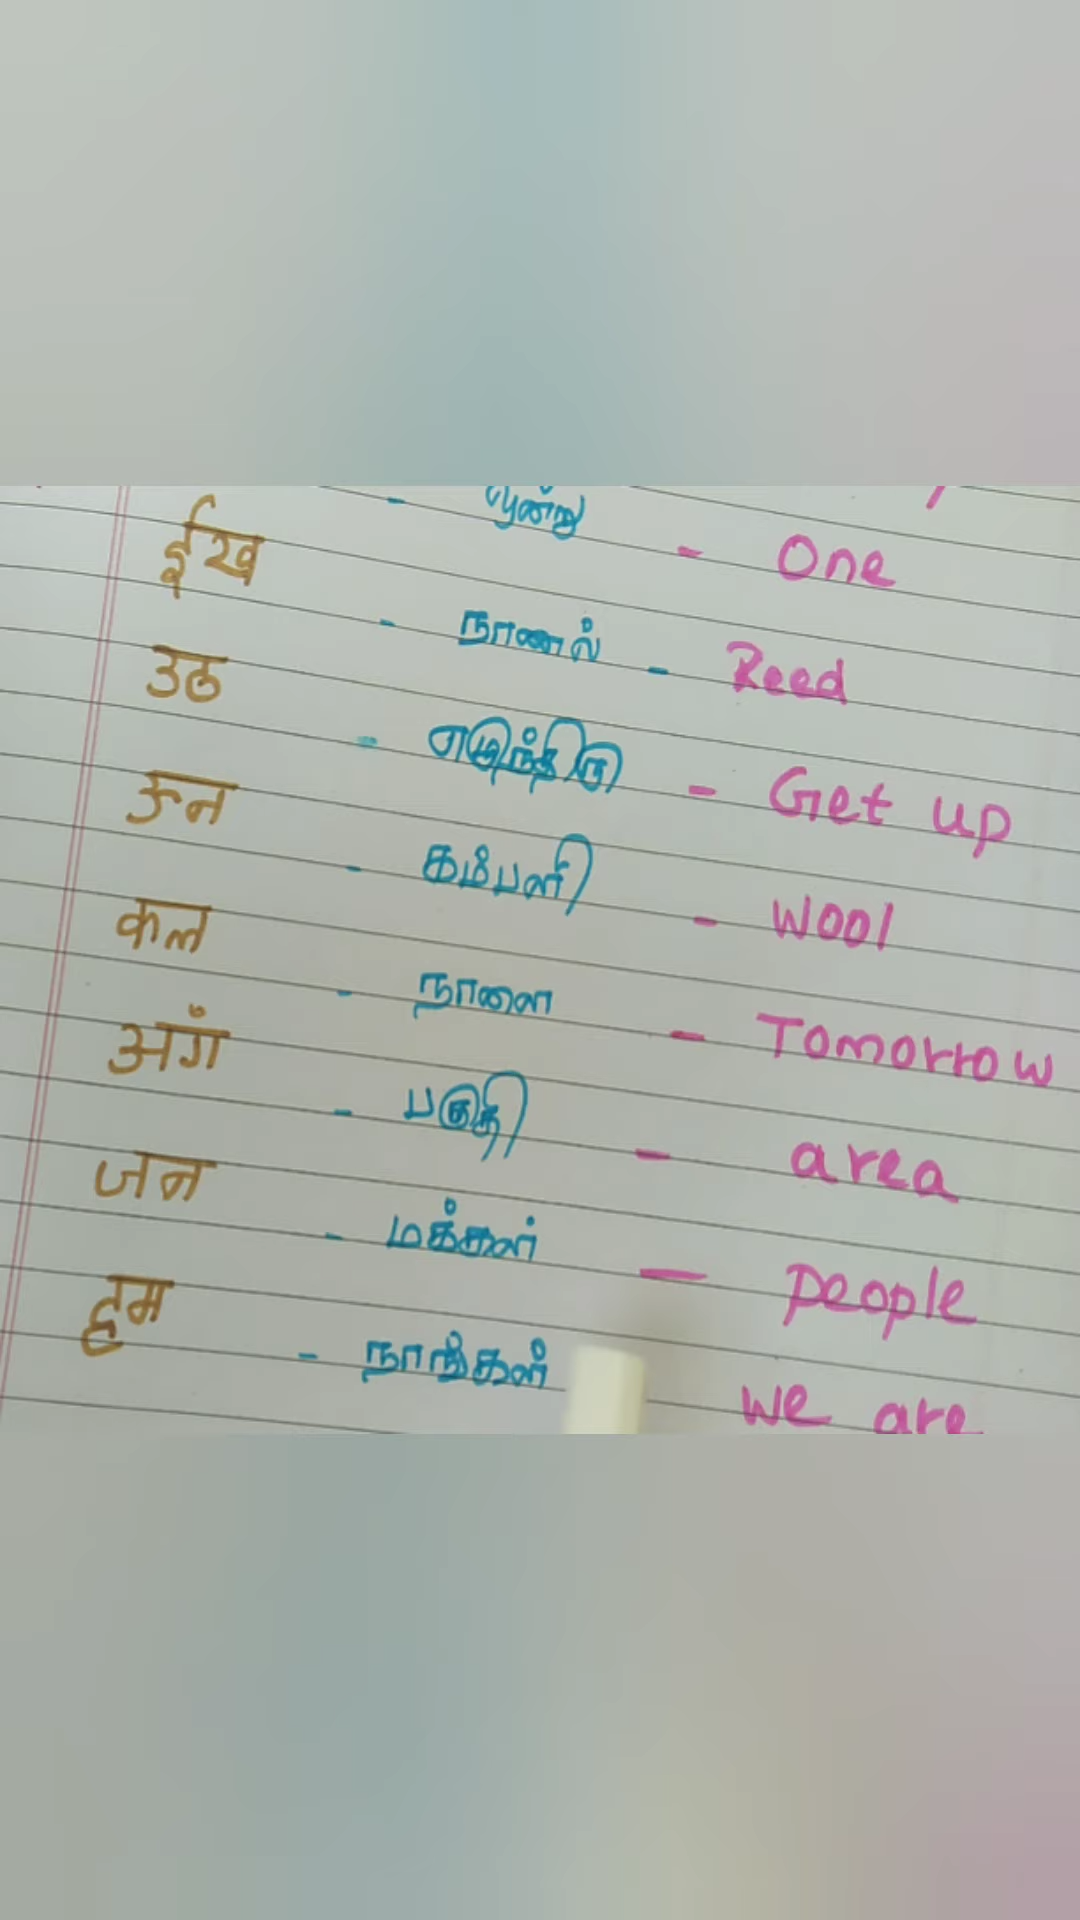 - One
ईख - நாணல் - Reed
उठ - எழுந்திரு - Get up
ऊन - கம்பளி - Wool
कल - நாளை - Tomorrow
अंग - பகுதி - area
जन - மக்கள் - people
हम - நாங்கள் we are